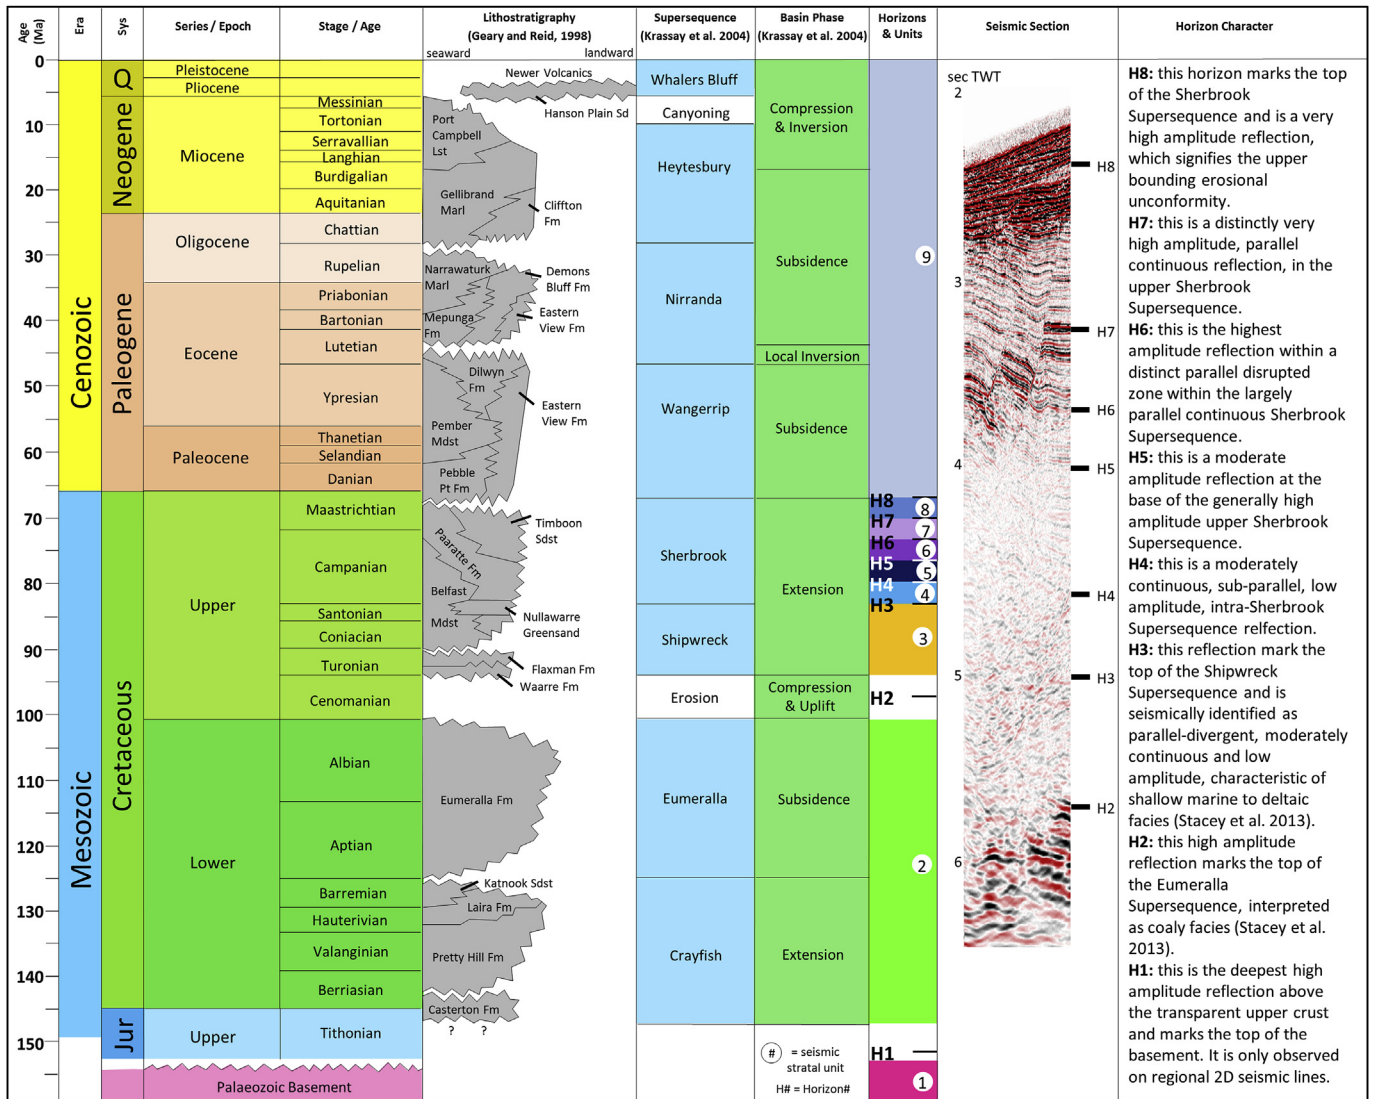 Age (Ma)
Era
Sys
Series / Epoch
Stage / Age
Lithostratigraphy
(Geary and Reid, 1998)
seaward
landward
Supersequence
(Krassay et al. 2004)
Basin Phase
(Krassay et al. 2004)
Horizons
& Units
Seismic Section
Horizon Character
0
10
20
30
40
50
60
70
80
90
100
110
120
130
140
150
Cenozoic
Mesozoic
Q
Neogene
Paleogene
Cretaceous
Jur
Pleistocene
Pliocene
Miocene
Oligocene
Eocene
Paleocene
Upper
Lower
Upper
Palaeozoic Basement
Messinian
Tortonian
Serravallian
Langhian
Burdigalian
Aquitanian
Chattian
Rupelian
Priabonian
Bartonian
Lutetian
Ypresian
Thanetian
Selandian
Danian
Maastrichtian
Campanian
Santonian
Coniacian
Turonian
Cenomanian
Albian
Aptian
Barremian
Hauterivian
Valanginian
Berriasian
Tithonian
Newer Volcanics
Hanson Plain Sd
Port
Campbell
Lst
Gellibrand
Marl
Cliffton
Fm
Narrawaturk
Marl
Demons
Bluff Fm
Mepunga
Fm
Eastern
View Fm
Dilwyn
Fm
Eastern
View Fm
Pember
Mdst
Pebble
Pt Fm
Timboon
Sdst
Paaratte Fm
Belfast
Mdst
Nullawarre
Greensand
Flaxman Fm
Waarre Fm
Eumeralla Fm
Katnook Sdst
Laira Fm
Pretty Hill Fm
Casterton Fm
? ?
Whalers Bluff
Canyoning
Heytesbury
Nirranda
Wangerrip
Sherbrook
Shipwreck
Erosion
Eumeralla
Crayfish
Compression
& Inversion
Subsidence
Local Inversion
Subsidence
Extension
Compression
& Uplift
Subsidence
Extension
# = seismic
stratal unit
H# = Horizon#
9
H8
8
H7
7
H6
6
H5
5
H4
4
H3
3
H2
2
H1
1
sec TWT
2
3
4
5
6
H8
H7
H6
H5
H4
H3
H2
H8: this horizon marks the top
of the Sherbrook
Supersequence and is a very
high amplitude reflection,
which signifies the upper
bounding erosional
unconformity.
H7: this is a distinctly very
high amplitude, parallel
continuous reflection, in the
upper Sherbrook
Supersequence.
H6: this is the highest
amplitude reflection within a
distinct parallel disrupted
zone within the largely
parallel continuous Sherbrook
Supersequence.
H5: this is a moderate
amplitude reflection at the
base of the generally high
amplitude upper Sherbrook
Supersequence.
H4: this is a moderately
continuous, sub-parallel, low
amplitude, intra-Sherbrook
Supersequence relfection.
H3: this reflection mark the
top of the Shipwreck
Supersequence and is
seismically identified as
parallel-divergent, moderately
continuous and low
amplitude, characteristic of
shallow marine to deltaic
facies (Stacey et al. 2013).
H2: this high amplitude
reflection marks the top of
the Eumeralla
Supersequence, interpreted
as coaly facies (Stacey et al.
2013).
H1: this is the deepest high
amplitude reflection above
the transparent upper crust
and marks the top of the
basement. It is only observed
on regional 2D seismic lines.